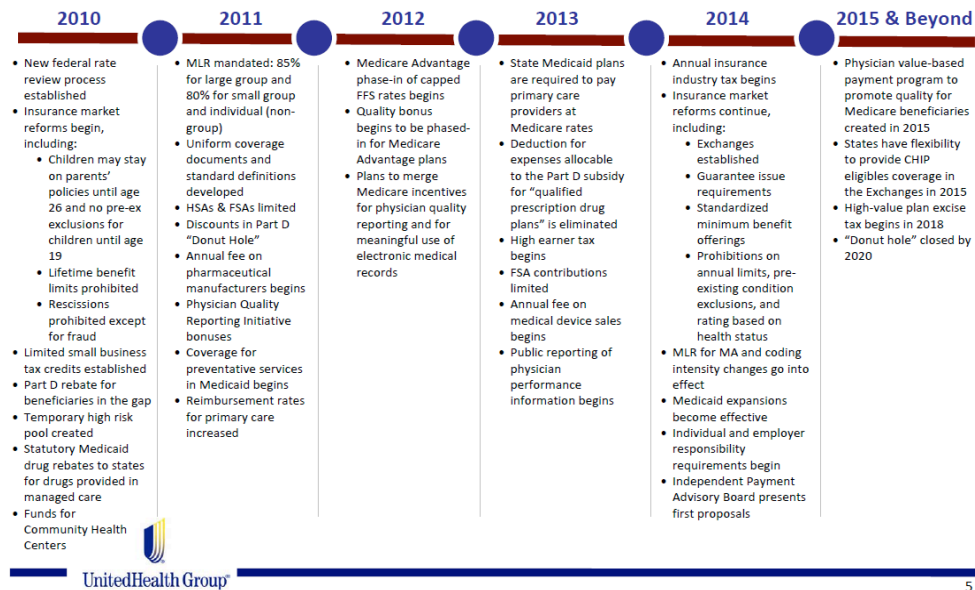 2010
• New federal rate
review process
established
• Insurance market
reforms begin,
including:
• Children may stay
on parents'
policies until age
26 and no pre-ex
exclusions for
children until age
19
• Lifetime benefit
limits prohibited
• Rescissions
prohibited except
for fraud
• Limited small business
tax credits established
• Part D rebate for
beneficiaries in the gap
• Temporary high risk
pool created
• Statutory Medicaid
drug rebates to states
for drugs provided in
managed care
• Funds for
Community Health
Centers
2011
• MLR mandated: 85%
for large group and
80% for small group
and individual (non-
group)
• Uniform coverage
documents and
standard definitions
developed
• HSAs & FSAs limited
• Discounts in Part D
"Donut Hole"
• Annual fee on
pharmaceutical
manufacturers begins
• Physician Quality
Reporting Initiative
bonuses
• Coverage for
preventative services
in Medicaid begins
• Reimbursement rates
for primary care
increased
2012
• Medicare Advantage
phase-in of capped
FFS rates begins
• Quality bonus
begins to be phased-
in for Medicare
Advantage plans
• Plans to merge
Medicare incentives
for physician quality
reporting and for
meaningful use of
electronic medical
records
2013
• State Medicaid plans
are required to pay
primary care
providers at
Medicare rates
• Deduction for
expenses allocable
to the Part D subsidy
for "qualified
prescription drug
plans" is eliminated
• High earner tax
begins
• FSA contributions
limited
• Annual fee on
medical device sales
begins
• Public reporting of
physician
performance
information begins
2014
• Annual insurance
industry tax begins
• Insurance market
reforms continue,
including:
• Exchanges
established
• Guarantee issue
requirements
• Standardized
minimum benefit
offerings
• Prohibitions on
annual limits, pre-
existing condition
exclusions, and
rating based on
health status
• MLR for MA and coding
intensity changes go into
effect
• Medicaid expansions
become effective
• Individual and employer
responsibility
requirements begin
• Independent Payment
Advisory Board presents
first proposals
2015 & Beyond
• Physician value-based
payment program to
promote quality for
Medicare beneficiaries
created in 2015
• States have flexibility
to provide CHIP
eligibles coverage in
the Exchanges in 2015
• High-value plan excise
tax begins in 2018
• "Donut hole" closed by
2020
UnitedHealth Group®
5